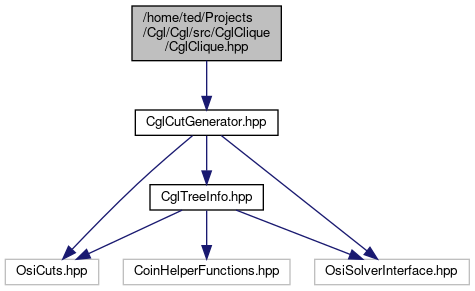 /home/ted/Projects
/Cgl/Cgl/src/CglClique
/CglClique.hpp
CglCutGenerator.hpp
CglTreeInfo.hpp
OsiCuts.hpp
CoinHelperFunctions.hpp
OsiSolverInterface.hpp